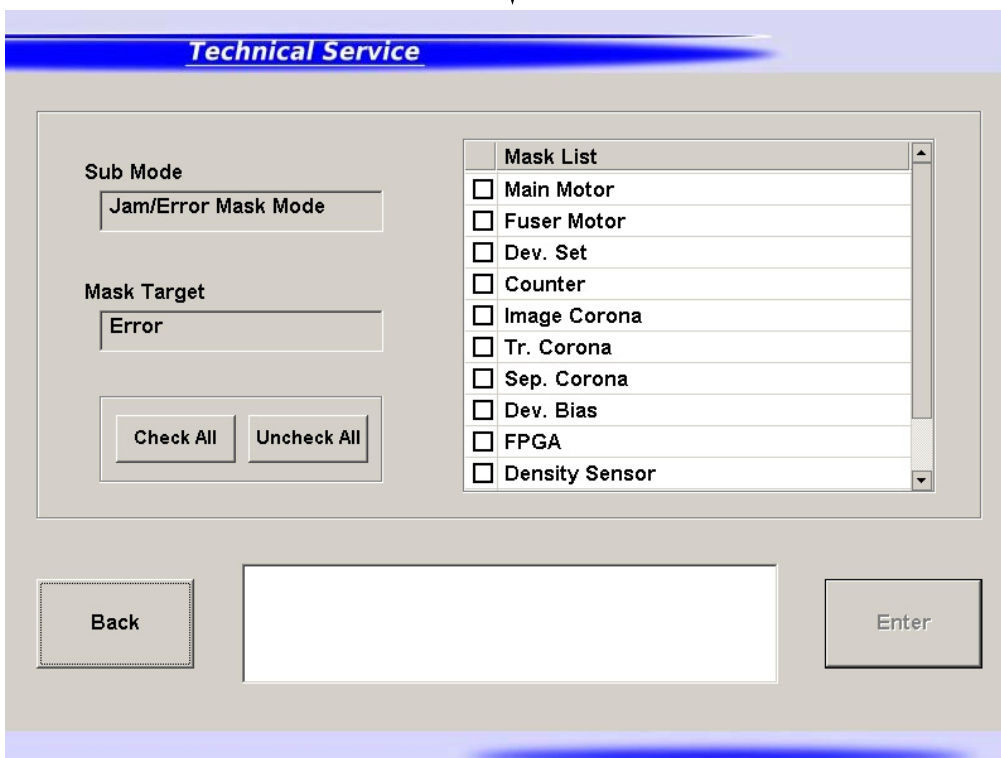 Technical Service
Sub Mode
Jam/Error Mask Mode
Mask Target
Error
Check All
Uncheck All
Mask List
Main Motor
Fuser Motor
Dev. Set
Counter
Image Corona
Tr. Corona
Sep. Corona
Dev. Bias
FPGA
Density Sensor
Back
Enter